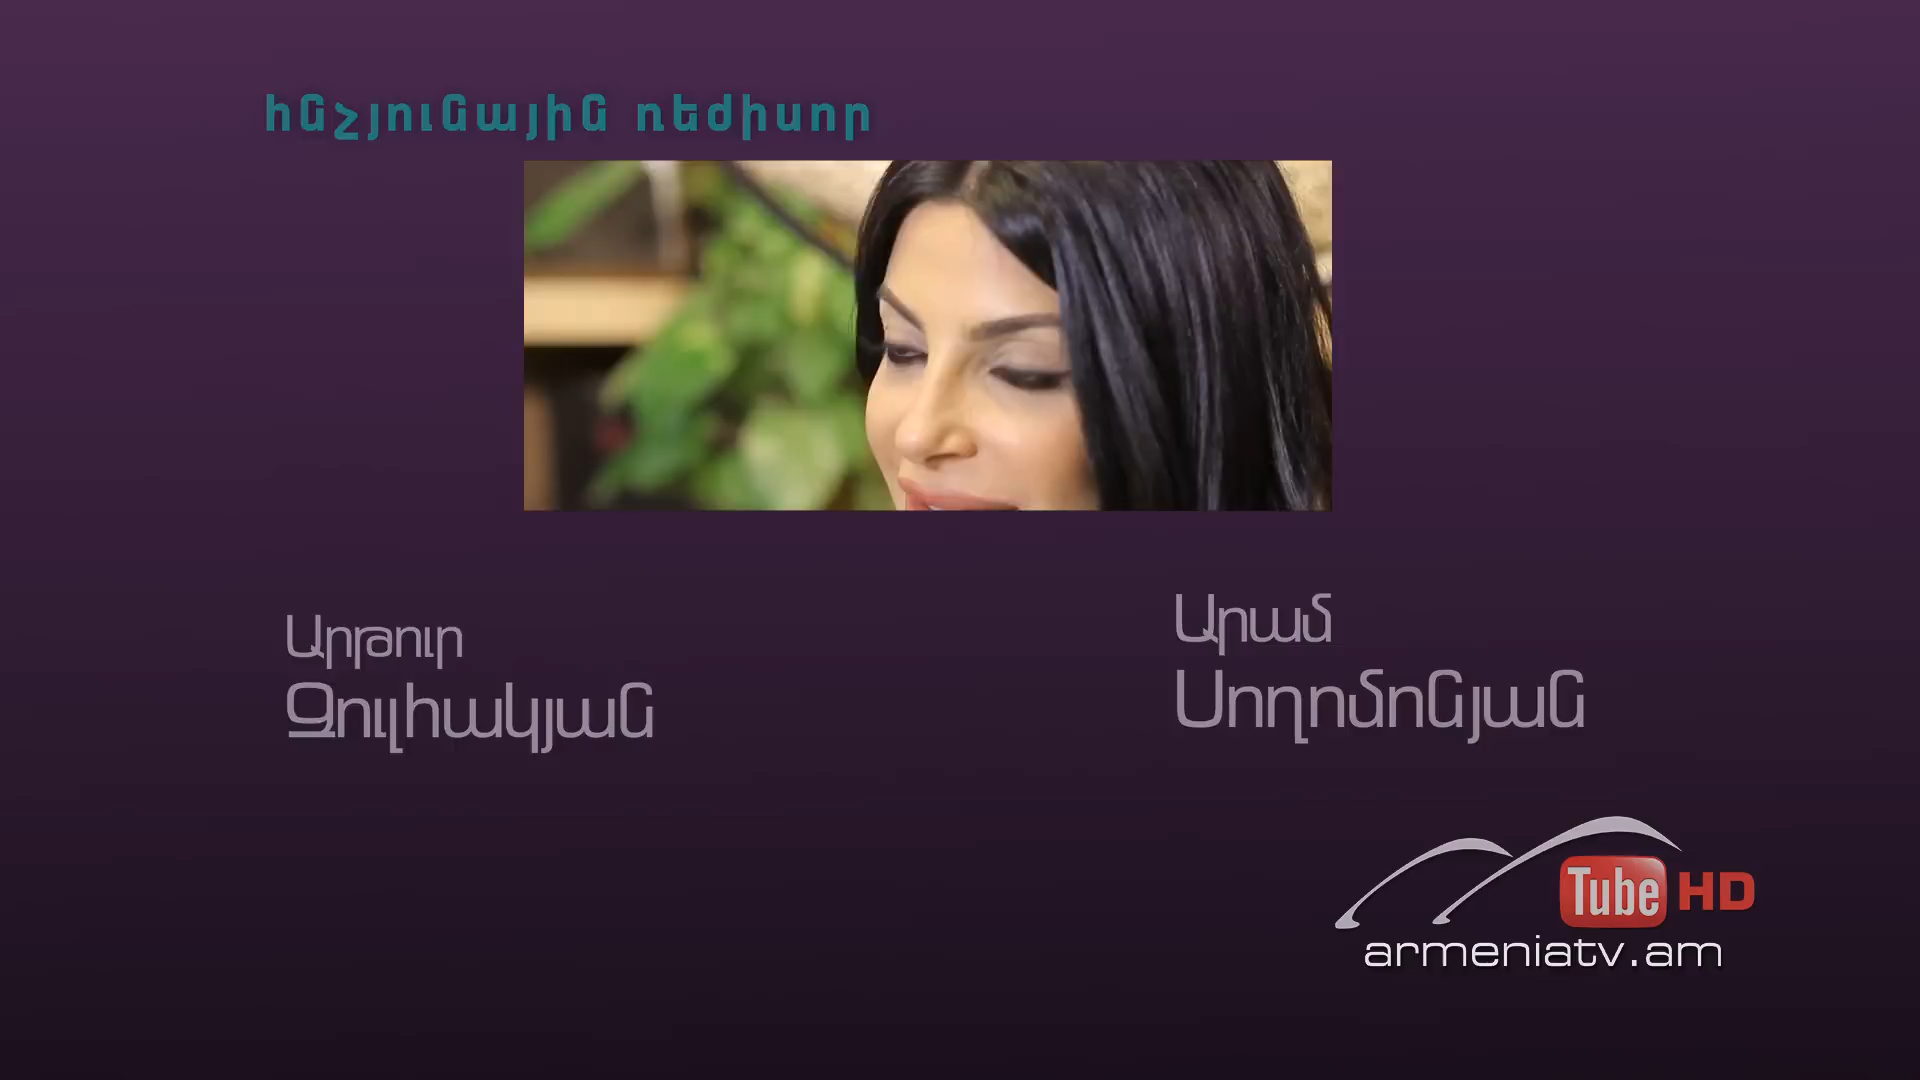 հնչյունային ռեժիսոր
Արթուր
Զուլհակյան
Արամ
Սողոմոնյան
Tube HD
armeniatv.am